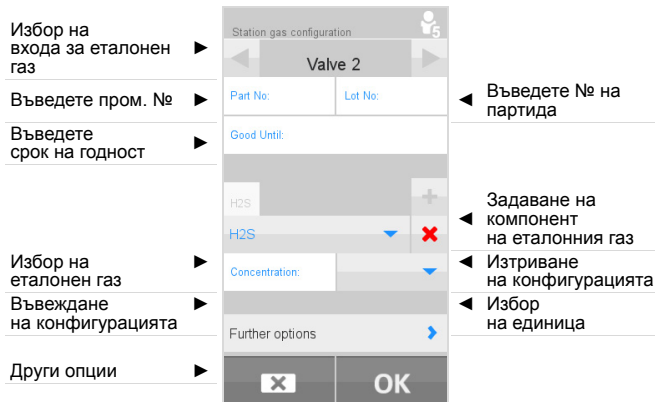 Избор на
входа за еталонен
газ
Въведете пром. №
Въведете
срок на годност
Избор на
еталонен газ
Въвеждане
на конфигурацията
Други опции
Station gas configuration
5
Valve 2
Part No:
Lot No:
Good Until:
H2S
H2S
Concentration:
Further options
OK
Въведете № на
партида
Задаване на
компонент
на еталонния газ
Изтриване
на конфигурацията
Избор
на единица